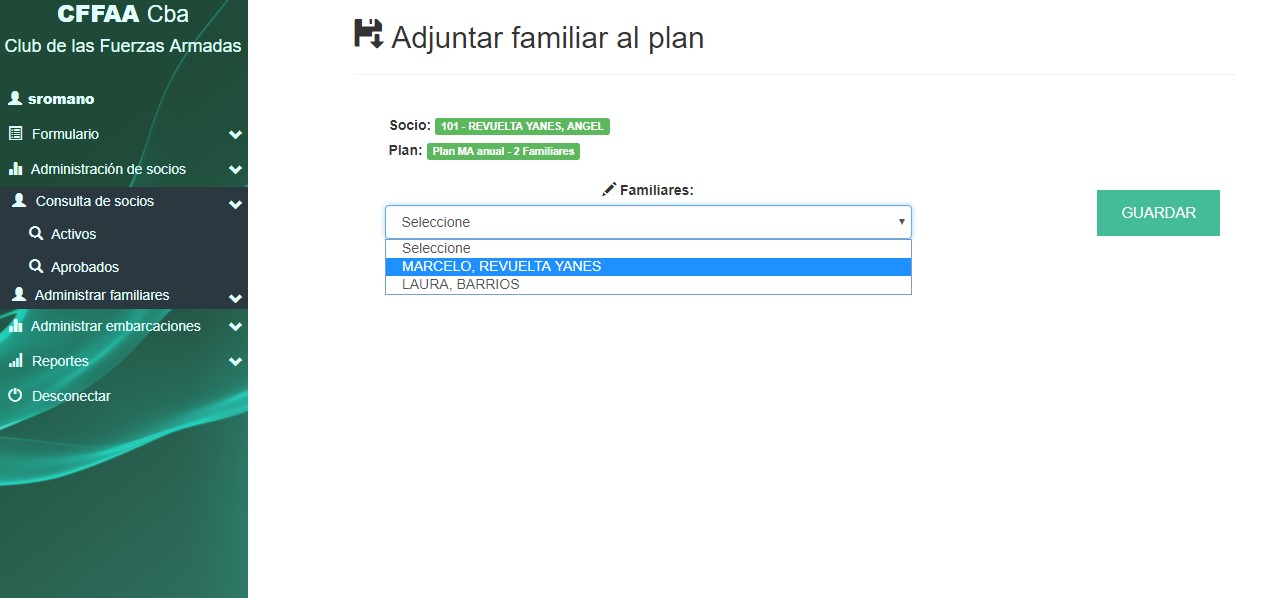 CFFAA Cba
Club de las Fuerzas Armadas
sromano
Formulario
Administración de socios
Consulta de socios
Activos
Aprobados
Administrar familiares
Administrar embarcaciones
Reportes
Desconectar
Adjuntar familiar al plan
Socio: 101 - REVUELTA YANES, ANGEL
Plan: Plan MA anual - 2 Familiares
Familiares:
Seleccione
Seleccione
MARCELO, REVUELTA YANES
LAURA, BARRIOS
GUARDAR